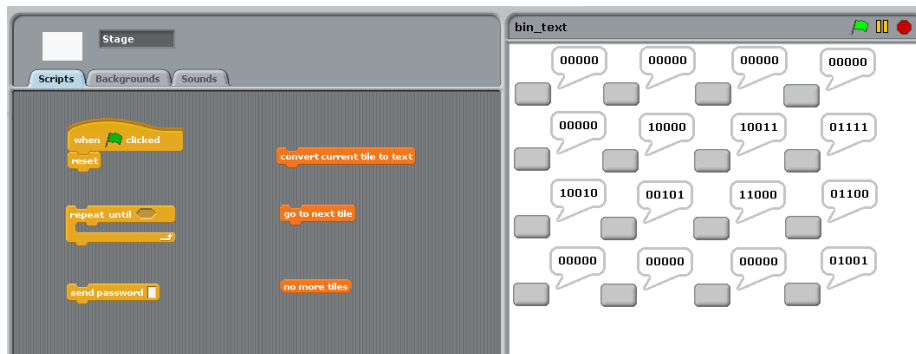 Stage
Scripts Backgrounds Sounds
when clicked
reset
repeat until
send password
convert current tile to text
go to next tile
no more tiles
bin_text
00000 00000 00000 00000
00000 10000 10011 01111
10010 00101 11000 01100
00000 00000 00000 01001